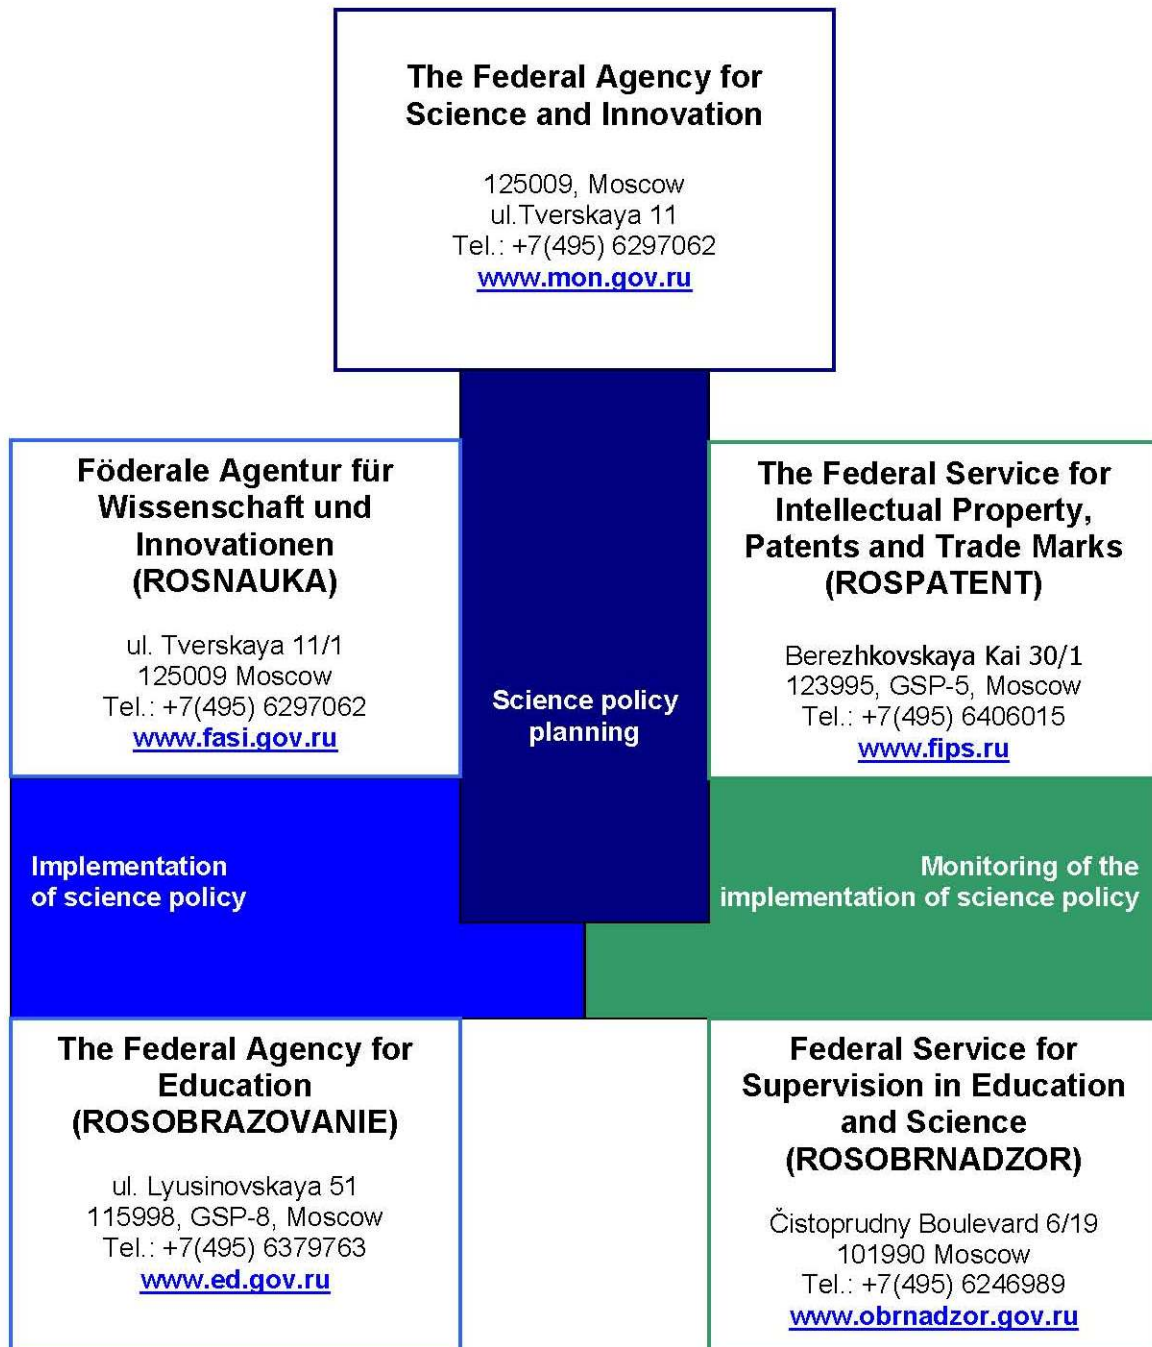 The Federal Agency for
Science and Innovation
125009, Moscow
ul.Tverskaya 11
Tel.: +7(495) 6297062
www.mon.gov.ru
Föderale Agentur für
Wissenschaft und
Innovationen
(ROSNAUKA)
ul. Tverskaya 11/1
125009 Moscow
Tel.: +7(495) 6297062
www.fasi.gov.ru
Science policy
planning
The Federal Service for
Intellectual Property,
Patents and Trade Marks
(ROSPATENT)
Berezhkovskaya Kai 30/1
123995, GSP-5, Moscow
Tel.: +7(495) 6406015
www.fips.ru
Implementation
of science policy
Monitoring of the
implementation of science policy
The Federal Agency for
Education
(ROSOBRAZOVANIE)
ul. Lyusinovskaya 51
115998, GSP-8, Moscow
Tel.: +7(495) 6379763
www.ed.gov.ru
Federal Service for
Supervision in Education
and Science
(ROSOBRNADZOR)
Čistoprudny Boulevard 6/19
101990 Moscow
Tel.: +7(495) 6246989
www.obrnadzor.gov.ru